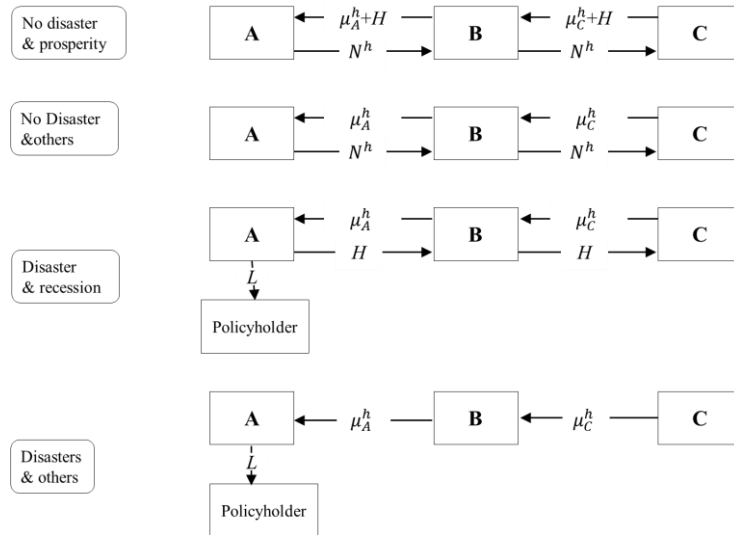 No disaster
& prosperity
A
μ_A^h+H
N^h
B
μ_C^h+H
N^h
C
No Disaster
&others
A
μ_A^h
N^h
B
μ_C^h
N^h
C
Disaster
& recession
A
μ_A^h
H
B
μ_C^h
H
C
L
Policyholder
Disasters
& others
A
μ_A^h
B
μ_C^h
C
L
Policyholder